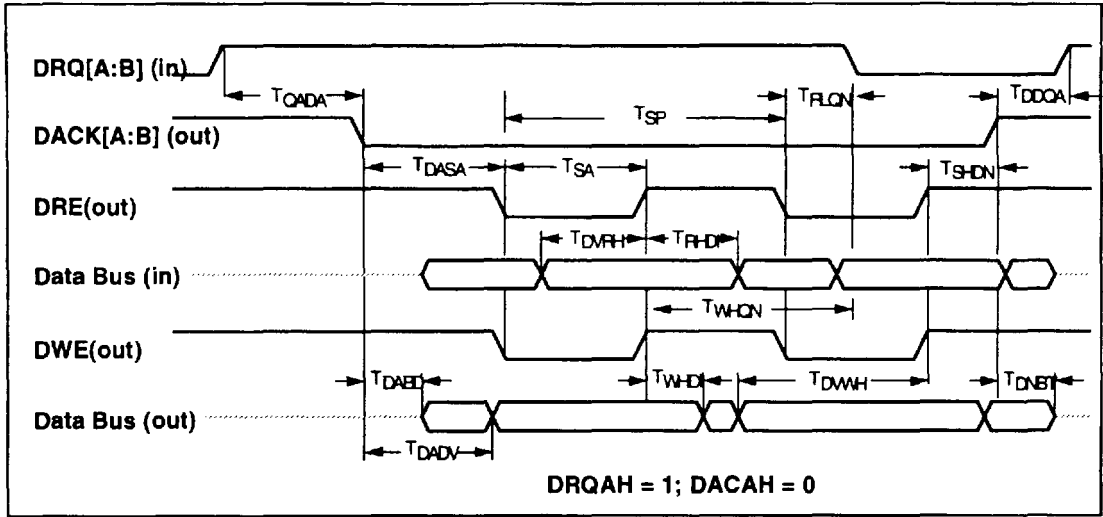 DRQ[A:B] (in)
TQADA
TRLQN
TDDQA
DACK[A:B] (out)
TSP
TDASA
TSA
TSHDN
DRE(out)
TDVRH
TRHDI
Data Bus (in)
TWHQN
DWE(out)
TDABD
TWHDI
TDVWH
TDNBT
Data Bus (out)
TDADV
DRQAH = 1; DACAH = 0